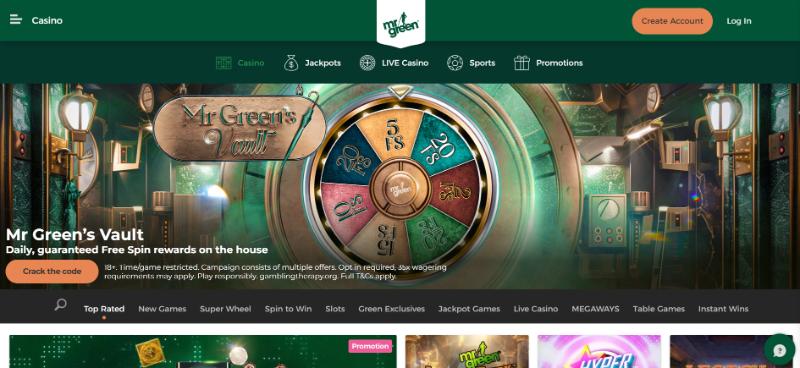 Casino
mr green
Create Account
Log In
Casino
Jackpots
LIVE Casino
Sports
Promotions
Mr Green's
Vault
5
FS
20
FS
mr green
10
FS
15
FS
Mr Green's Vault
Daily, guaranteed Free Spin rewards on the house
Crack the code
18+. Time/game restricted. Campaign consists of multiple offers. Opt in required, 35x wagering
requirements may apply. Play responsibly. gamblingtherapy.org. Full T&Cs apply.
Top Rated
New Games
Super Wheel
Spin to Win
Slots
Green Exclusives
Jackpot Games
Live Casino
MEGAWAYS
Table Games
Instant Wins
Promotion
mr green
HYPER